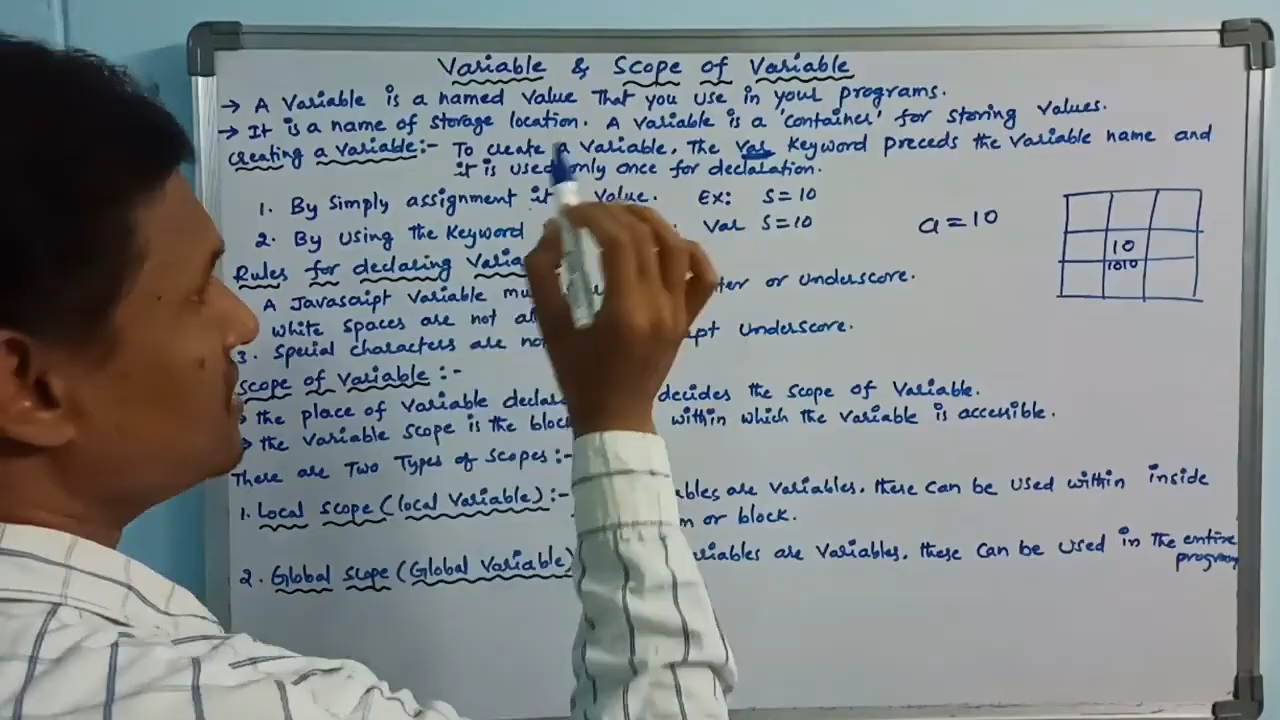 Variable & Scope of Variable
→ A Variable is a named value that you use in your programs.
→ It is a name of storage location. A variable is a 'container' for storing values.
Creating a variable:- To create a variable, the var keyword preceds the variable name and
it is used only once for declaration.
1. By Simply assignment it value. Ex: S=10
2. By using the keyword Var S=10
a=10
10
1010
Rules for declaring Varia
A Javascript variable mu or underscore.
white spaces are not al
3. Special characters are no underscore.
Scope of Variable :-
→ the place of variable decla decides the scope of variable.
→ the variable scope is the bloc within which the variable is accessible.
There are Two Types of Scopes:-
1. Local Scope (local variable) :- ables are variables. these can be used within inside
or block.
2. Global Scope (Global variable) ariables are variables. these can be used in the entire
program